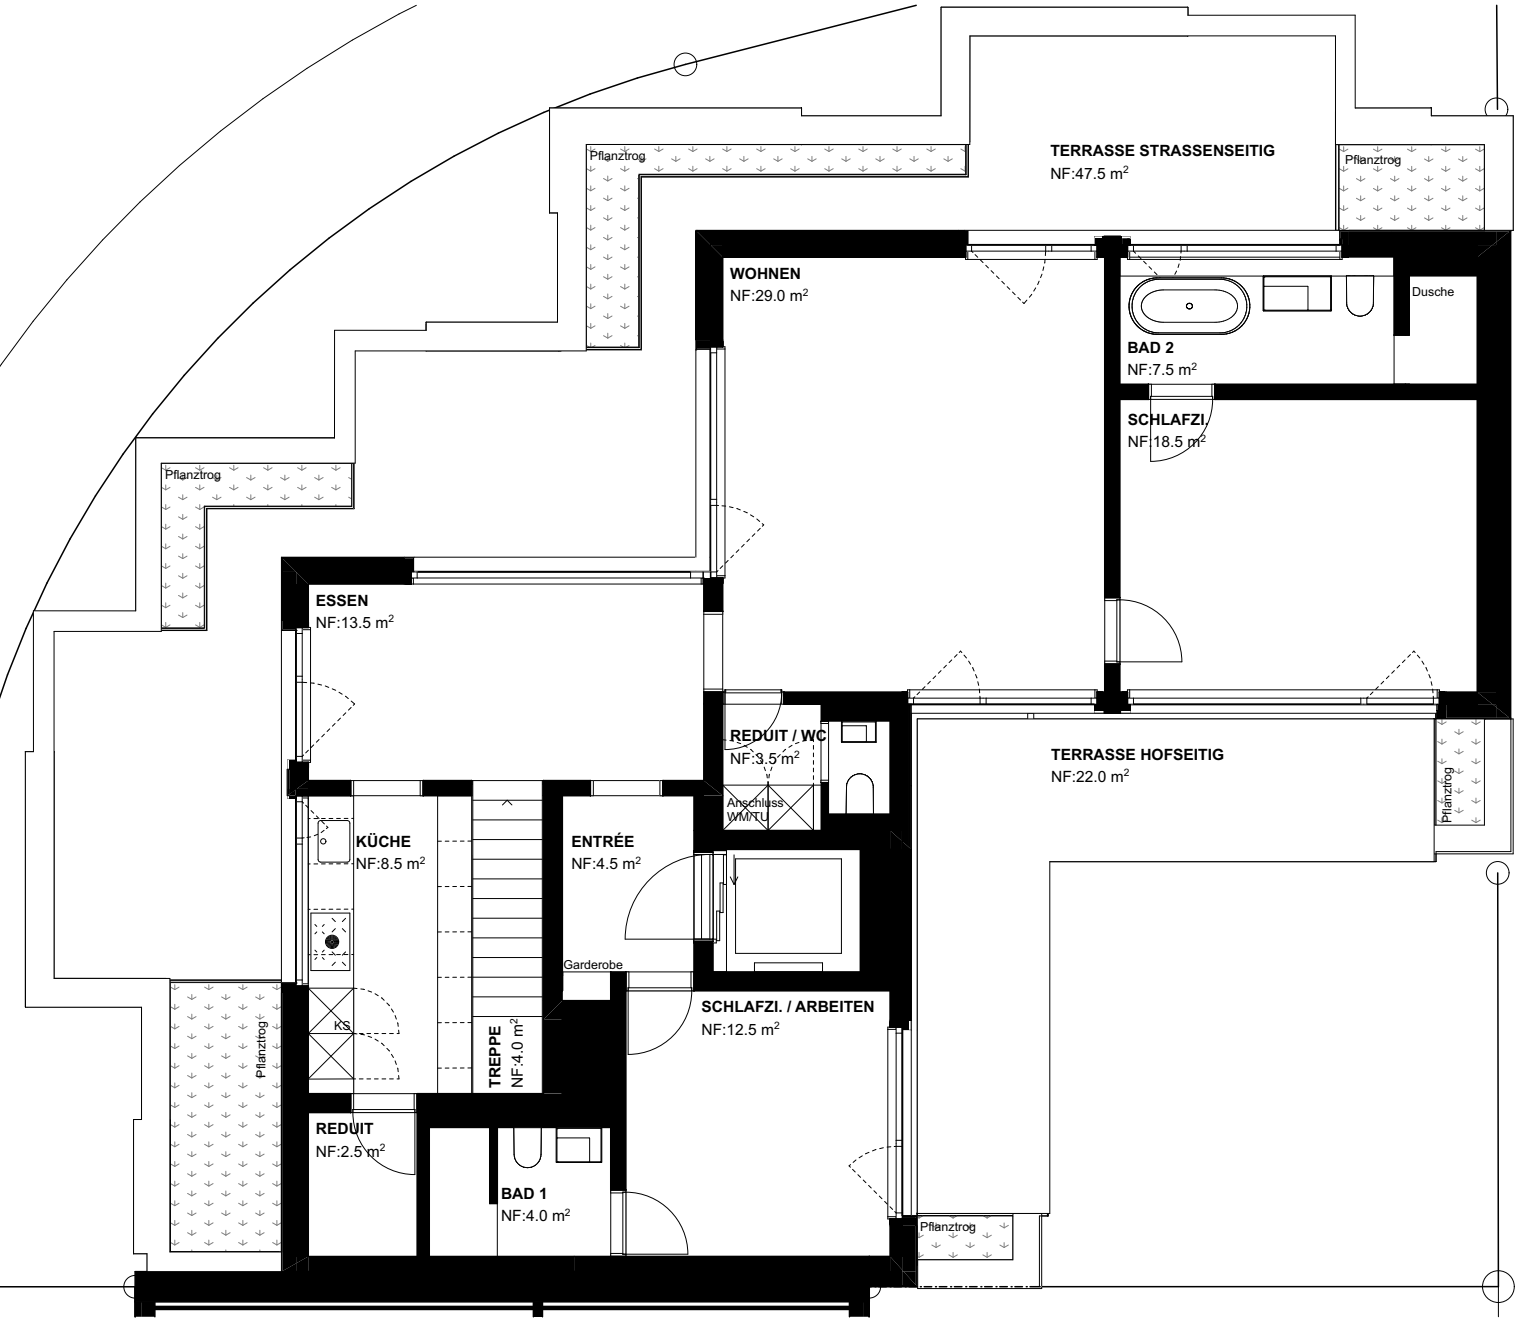 Pflanztrog
TERRASSE STRASSENSEITIG
NF:47.5 m²
Pflanztrog
WOHNEN
NF:29.0 m²
Dusche
BAD 2
NF:7.5 m²
SCHLAFZI.
NF:18.5 m²
Pflanztrog
ESSEN
NF:13.5 m²
REDUIT / WC
NF:3.5 m²
Anschluss
WM/TU
TERRASSE HOFSEITIG
NF:22.0 m²
Pflanztrog
KÜCHE
NF:8.5 m²
ENTRÉE
NF:4.5 m²
Garderobe
SCHLAFZI. / ARBEITEN
NF:12.5 m²
KS
TREPPE
NF:4.0 m²
Pflanztrog
REDUIT
NF:2.5 m²
BAD 1
NF:4.0 m²
Pflanztrog